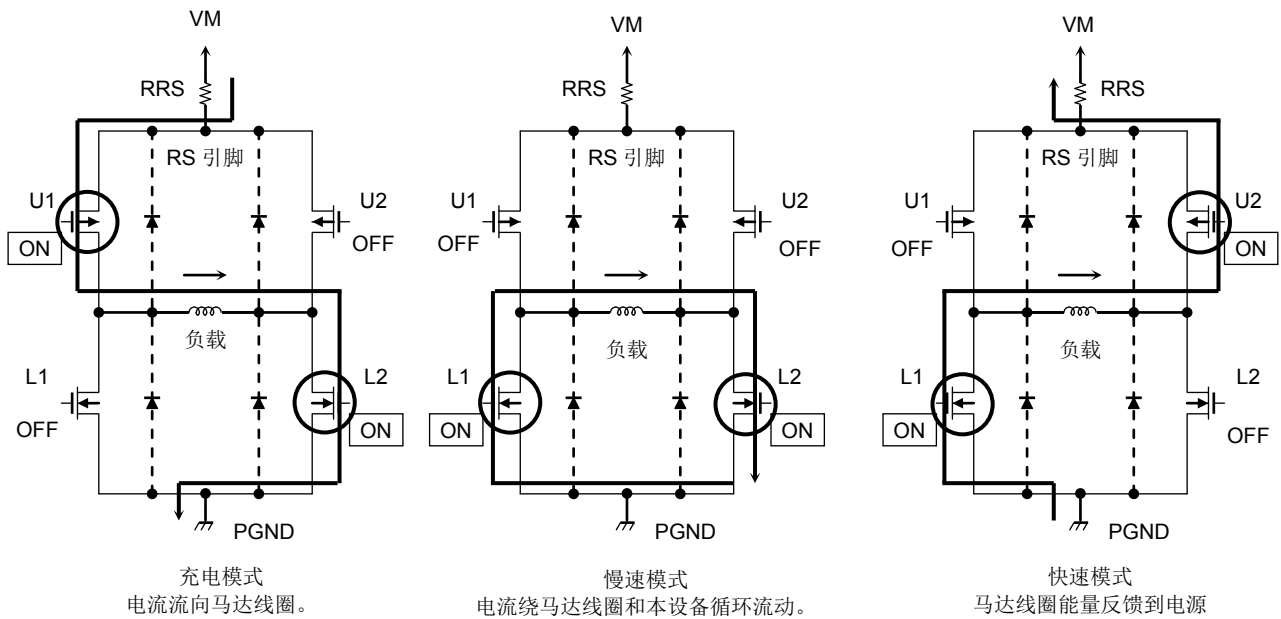 VM
RRS
RS 引脚
U1
ON
U2
OFF
负载
L1
OFF
L2
ON
PGND
充电模式
电流流向马达线圈。
VM
RRS
RS 引脚
U1
OFF
U2
OFF
负载
L1
ON
L2
ON
PGND
慢速模式
电流绕马达线圈和本设备循环流动。
VM
RRS
RS 引脚
U1
OFF
U2
ON
负载
L1
ON
L2
OFF
PGND
快速模式
马达线圈能量反馈到电源